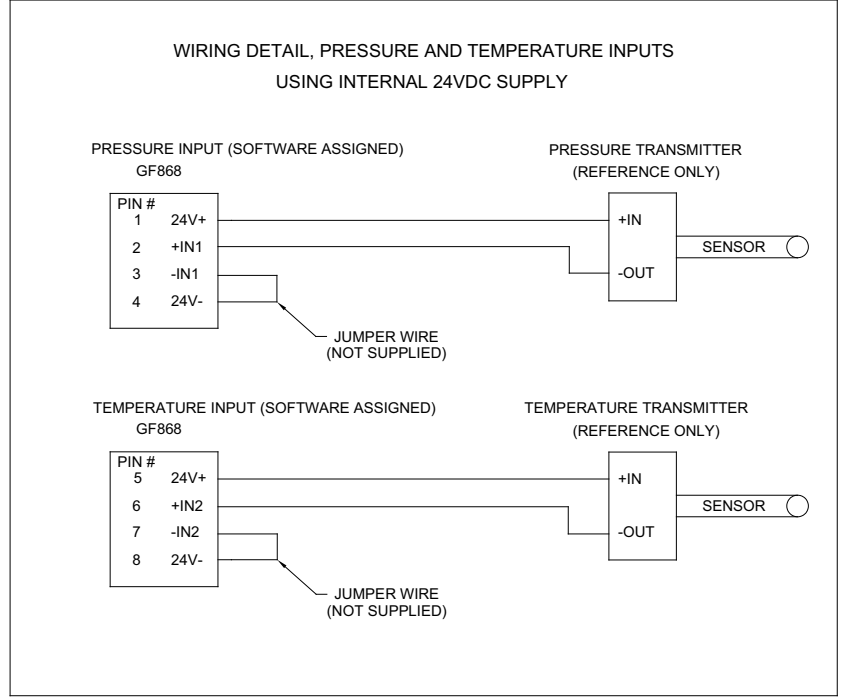 WIRING DETAIL, PRESSURE AND TEMPERATURE INPUTS
USING INTERNAL 24VDC SUPPLY
PRESSURE INPUT (SOFTWARE ASSIGNED)
GF868
PRESSURE TRANSMITTER
(REFERENCE ONLY)
PIN #
1 24V+
2 +IN1
3 -IN1
4 24V-
+IN
-OUT
SENSOR
JUMPER WIRE
(NOT SUPPLIED)
TEMPERATURE INPUT (SOFTWARE ASSIGNED)
GF868
TEMPERATURE TRANSMITTER
(REFERENCE ONLY)
PIN #
5 24V+
6 +IN2
7 -IN2
8 24V-
+IN
-OUT
SENSOR
JUMPER WIRE
(NOT SUPPLIED)